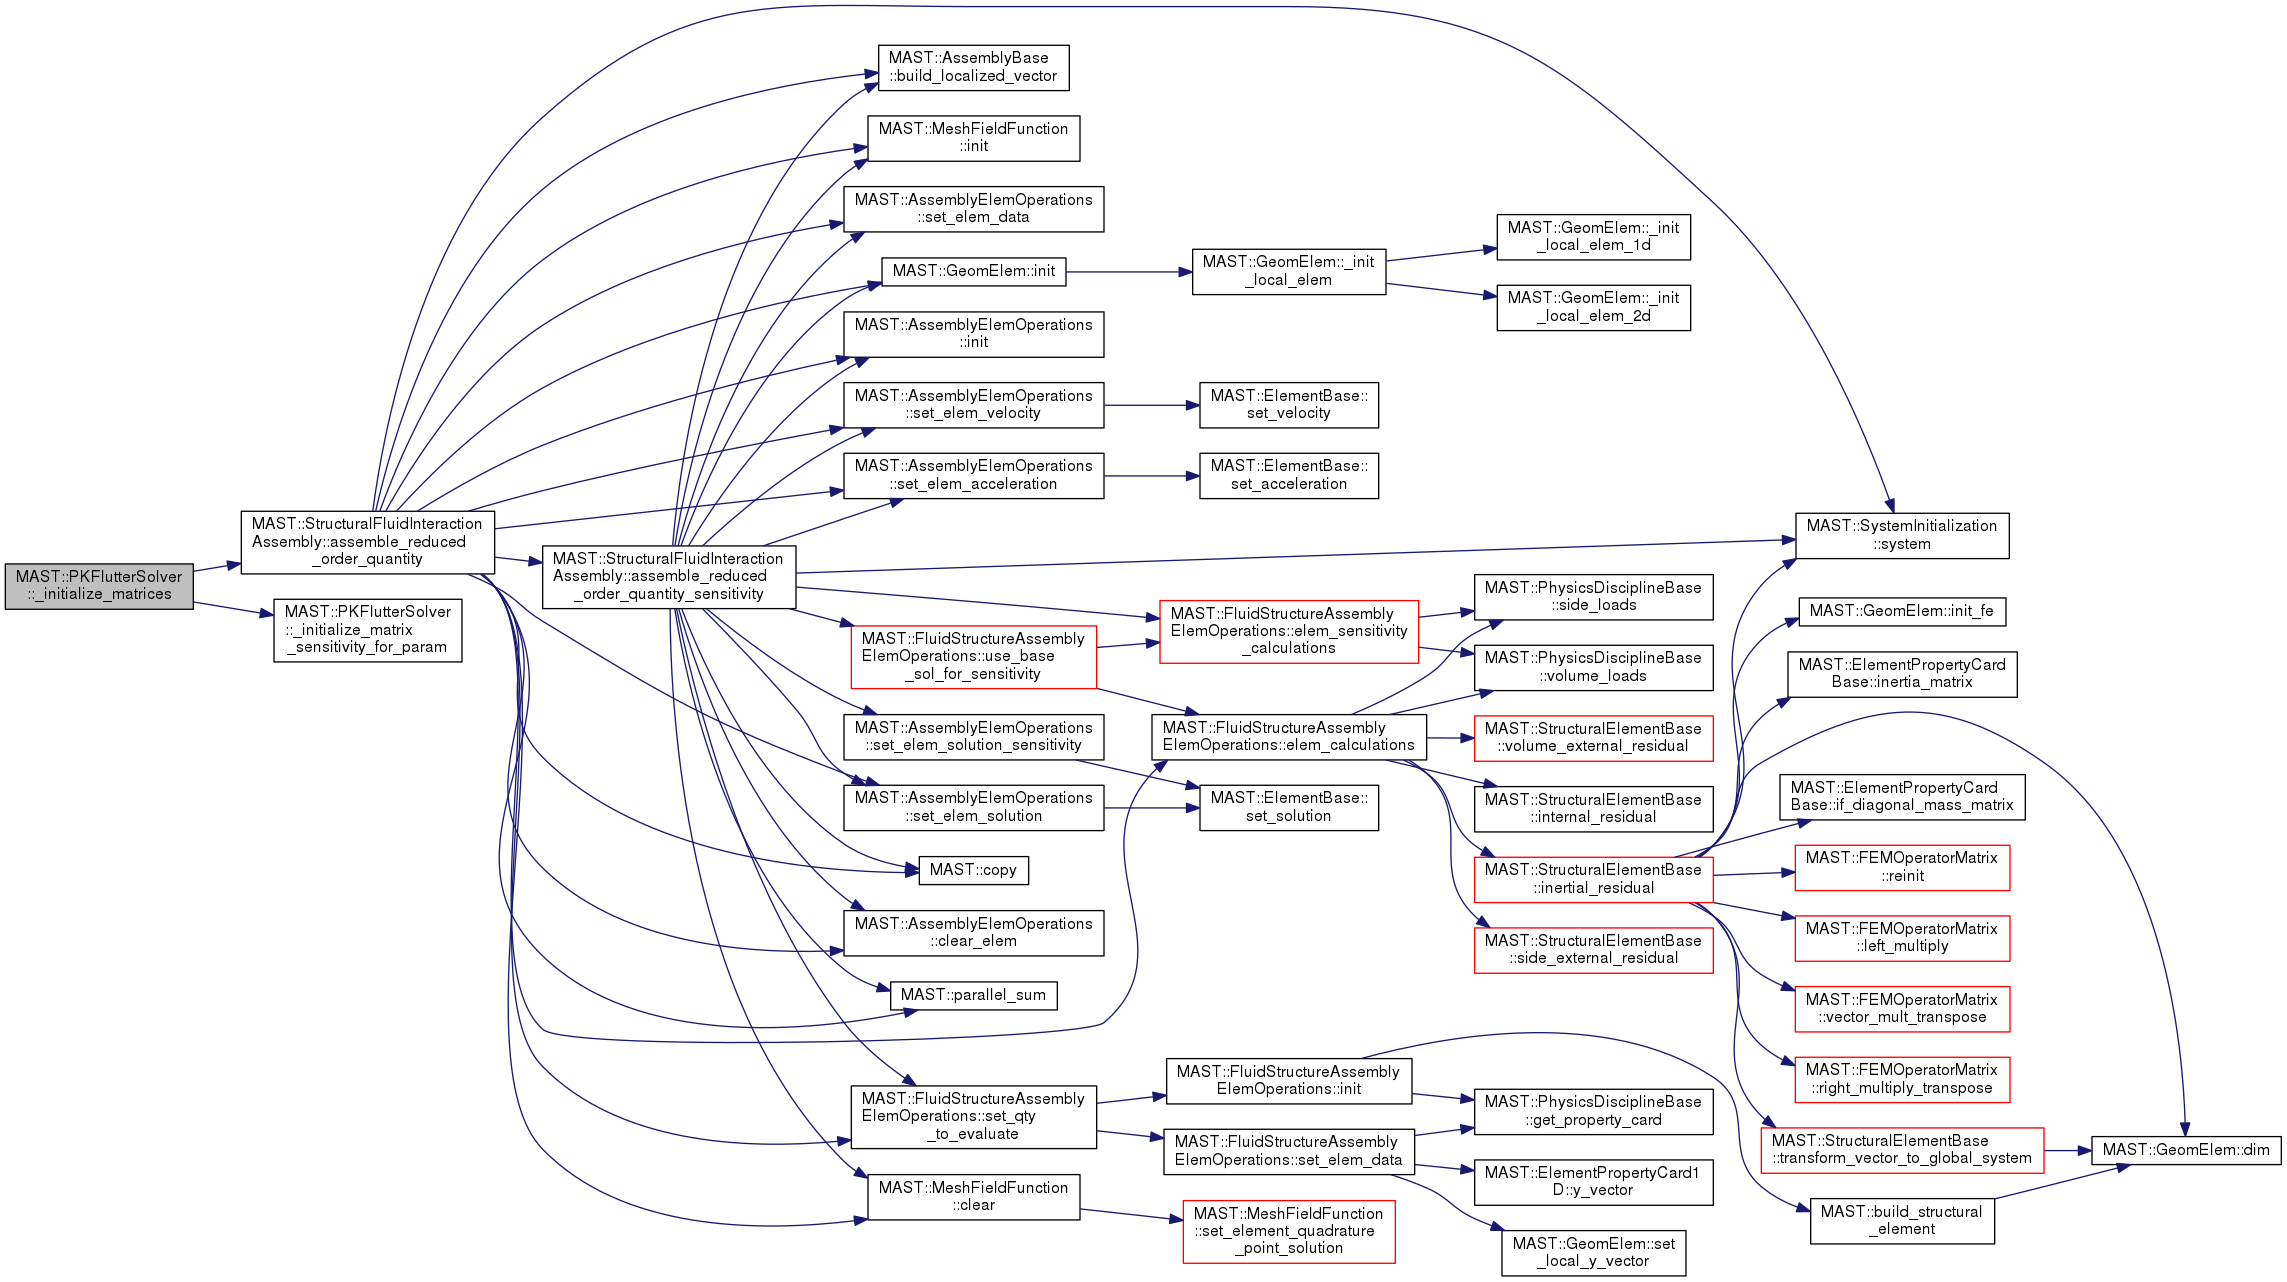 MAST::PKFlutterSolver
::_initialize_matrices
MAST::StructuralFluidInteraction
Assembly::assemble_reduced
_order_quantity
MAST::PKFlutterSolver
::_initialize_matrix
_sensitivity_for_param
MAST::StructuralFluidInteraction
Assembly::assemble_reduced
_order_quantity_sensitivity
MAST::AssemblyBase
::build_localized_vector
MAST::MeshFieldFunction
::init
MAST::AssemblyElemOperations
::set_elem_data
MAST::GeomElem::init
MAST::AssemblyElemOperations
::init
MAST::AssemblyElemOperations
::set_elem_velocity
MAST::AssemblyElemOperations
::set_elem_acceleration
MAST::FluidStructureAssembly
ElemOperations::use_base
_sol_for_sensitivity
MAST::AssemblyElemOperations
::set_elem_solution_sensitivity
MAST::AssemblyElemOperations
::set_elem_solution
MAST::copy
MAST::AssemblyElemOperations
::clear_elem
MAST::parallel_sum
MAST::FluidStructureAssembly
ElemOperations::set_qty
_to_evaluate
MAST::MeshFieldFunction
::clear
MAST::GeomElem::_init
_local_elem
MAST::ElementBase::
set_velocity
MAST::ElementBase::
set_acceleration
MAST::FluidStructureAssembly
ElemOperations::elem_sensitivity
_calculations
MAST::FluidStructureAssembly
ElemOperations::elem_calculations
MAST::ElementBase::
set_solution
MAST::FluidStructureAssembly
ElemOperations::init
MAST::FluidStructureAssembly
ElemOperations::set_elem_data
MAST::MeshFieldFunction
::set_element_quadrature
_point_solution
MAST::GeomElem::_init
_local_elem_1d
MAST::GeomElem::_init
_local_elem_2d
MAST::PhysicsDisciplineBase
::side_loads
MAST::PhysicsDisciplineBase
::volume_loads
MAST::StructuralElementBase
::volume_external_residual
MAST::StructuralElementBase
::internal_residual
MAST::StructuralElementBase
::inertial_residual
MAST::StructuralElementBase
::side_external_residual
MAST::PhysicsDisciplineBase
::get_property_card
MAST::ElementPropertyCard1
D::y_vector
MAST::GeomElem::set
_local_y_vector
MAST::SystemInitialization
::system
MAST::GeomElem::init_fe
MAST::ElementPropertyCard
Base::inertia_matrix
MAST::ElementPropertyCard
Base::if_diagonal_mass_matrix
MAST::FEMOperatorMatrix
::reinit
MAST::FEMOperatorMatrix
::left_multiply
MAST::FEMOperatorMatrix
::vector_mult_transpose
MAST::FEMOperatorMatrix
::right_multiply_transpose
MAST::StructuralElementBase
::transform_vector_to_global_system
MAST::build_structural
_element
MAST::GeomElem::dim